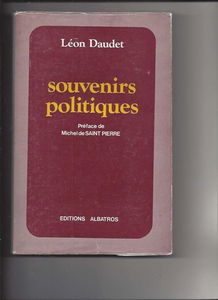 Léon Daudet
souvenirs
politiques
Préface de
Michel de SAINT PIERRE
EDITIONS ALBATROS